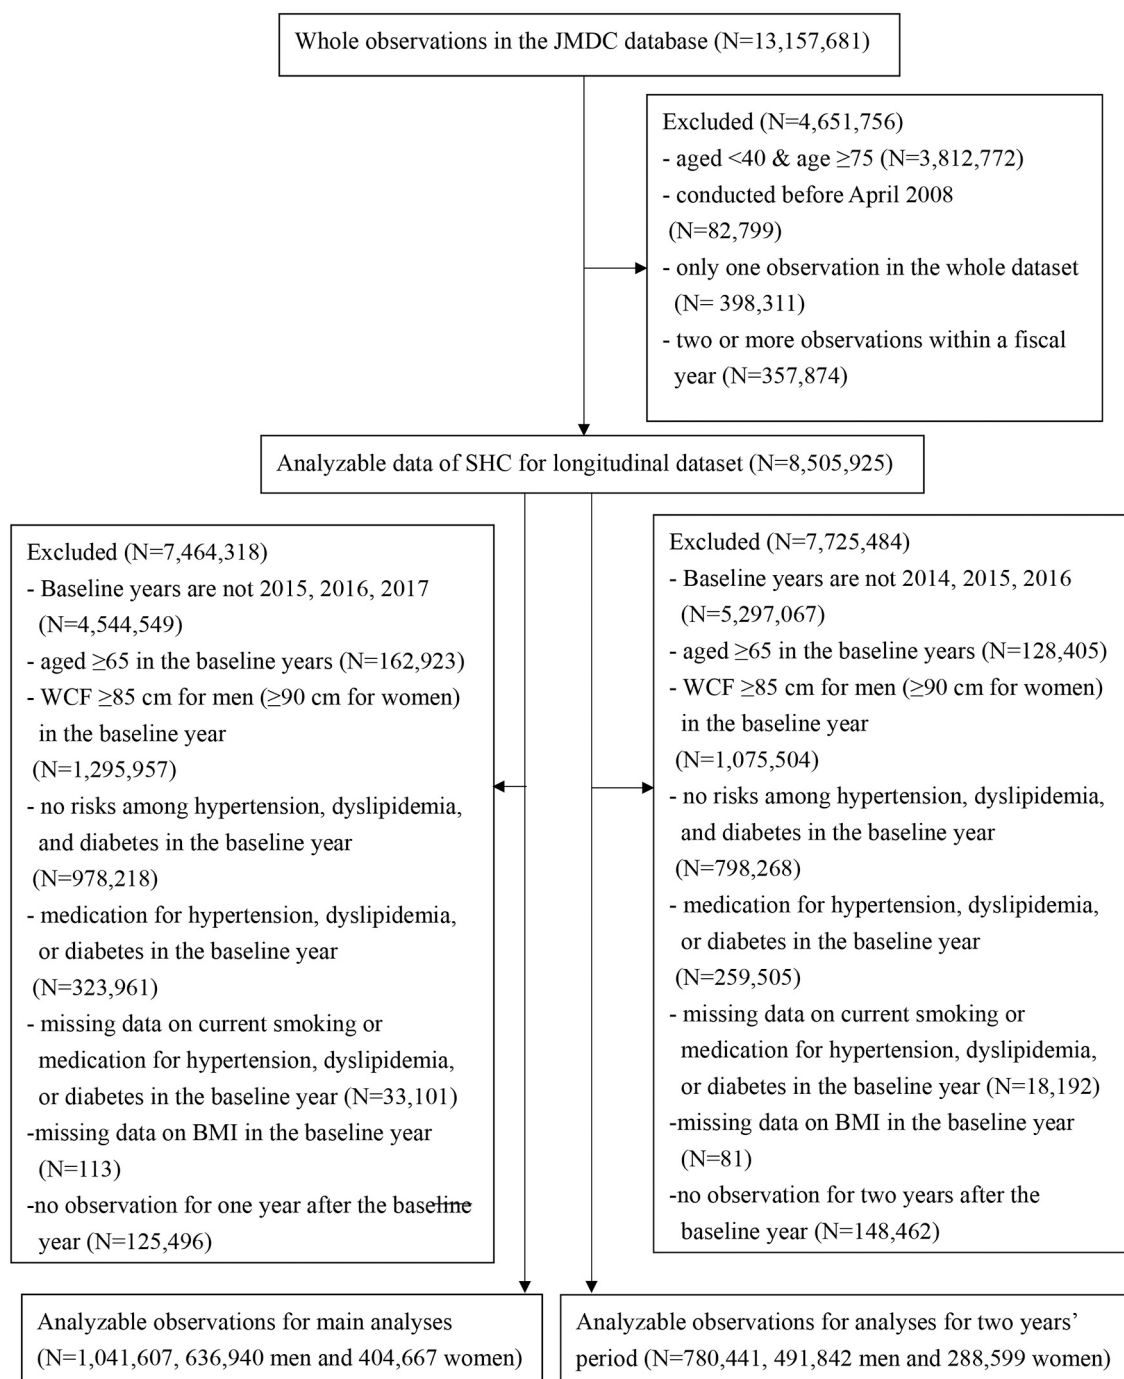 Whole observations in the JMDC database (N=13,157,681)
Excluded (N=4,651,756)
- aged <40 & age ≥75 (N=3,812,772)
- conducted before April 2008
(N=82,799)
- only one observation in the whole dataset
(N= 398,311)
- two or more observations within a fiscal
year (N=357,874)
Analyzable data of SHC for longitudinal dataset (N=8,505,925)
Excluded (N=7,464,318)
- Baseline years are not 2015, 2016, 2017
(N=4,544,549)
- aged ≥65 in the baseline years (N=162,923)
- WCF ≥85 cm for men (≥90 cm for women)
in the baseline year
(N=1,295,957)
- no risks among hypertension, dyslipidemia,
and diabetes in the baseline year
(N=978,218)
- medication for hypertension, dyslipidemia,
or diabetes in the baseline year
(N=323,961)
- missing data on current smoking or
medication for hypertension, dyslipidemia,
or diabetes in the baseline year (N=33,101)
-missing data on BMI in the baseline year
(N=113)
-no observation for one year after the baseline
year (N=125,496)
Excluded (N=7,725,484)
- Baseline years are not 2014, 2015, 2016
(N=5,297,067)
- aged ≥65 in the baseline years (N=128,405)
- WCF ≥85 cm for men (≥90 cm for women)
in the baseline year
(N=1,075,504)
- no risks among hypertension, dyslipidemia,
and diabetes in the baseline year
(N=798,268)
- medication for hypertension, dyslipidemia,
or diabetes in the baseline year
(N=259,505)
- missing data on current smoking or
medication for hypertension, dyslipidemia,
or diabetes in the baseline year (N=18,192)
-missing data on BMI in the baseline year
(N=81)
-no observation for two years after the
baseline year (N=148,462)
Analyzable observations for main analyses
(N=1,041,607, 636,940 men and 404,667 women)
Analyzable observations for analyses for two years'
period (N=780,441, 491,842 men and 288,599 women)